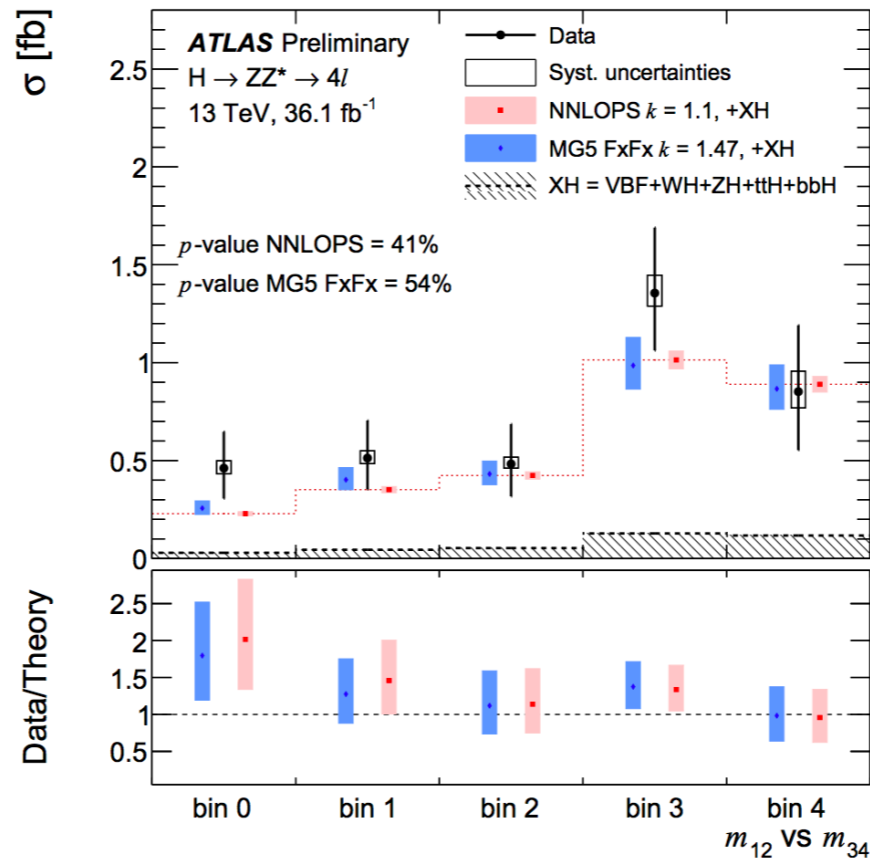 σ [fb]
ATLAS Preliminary
H → ZZ* → 4l
13 TeV, 36.1 fb⁻¹
Data
Syst. uncertainties
NNLOPS k = 1.1, +XH
MG5 FxFx k = 1.47, +XH
XH = VBF+WH+ZH+ttH+bbH
p-value NNLOPS = 41%
p-value MG5 FxFx = 54%
2.5
2
1.5
1
0.5
0
Data/Theory
2.5
2
1.5
1
0.5
bin 0 bin 1 bin 2 bin 3 bin 4
m₁₂ VS m₃₄